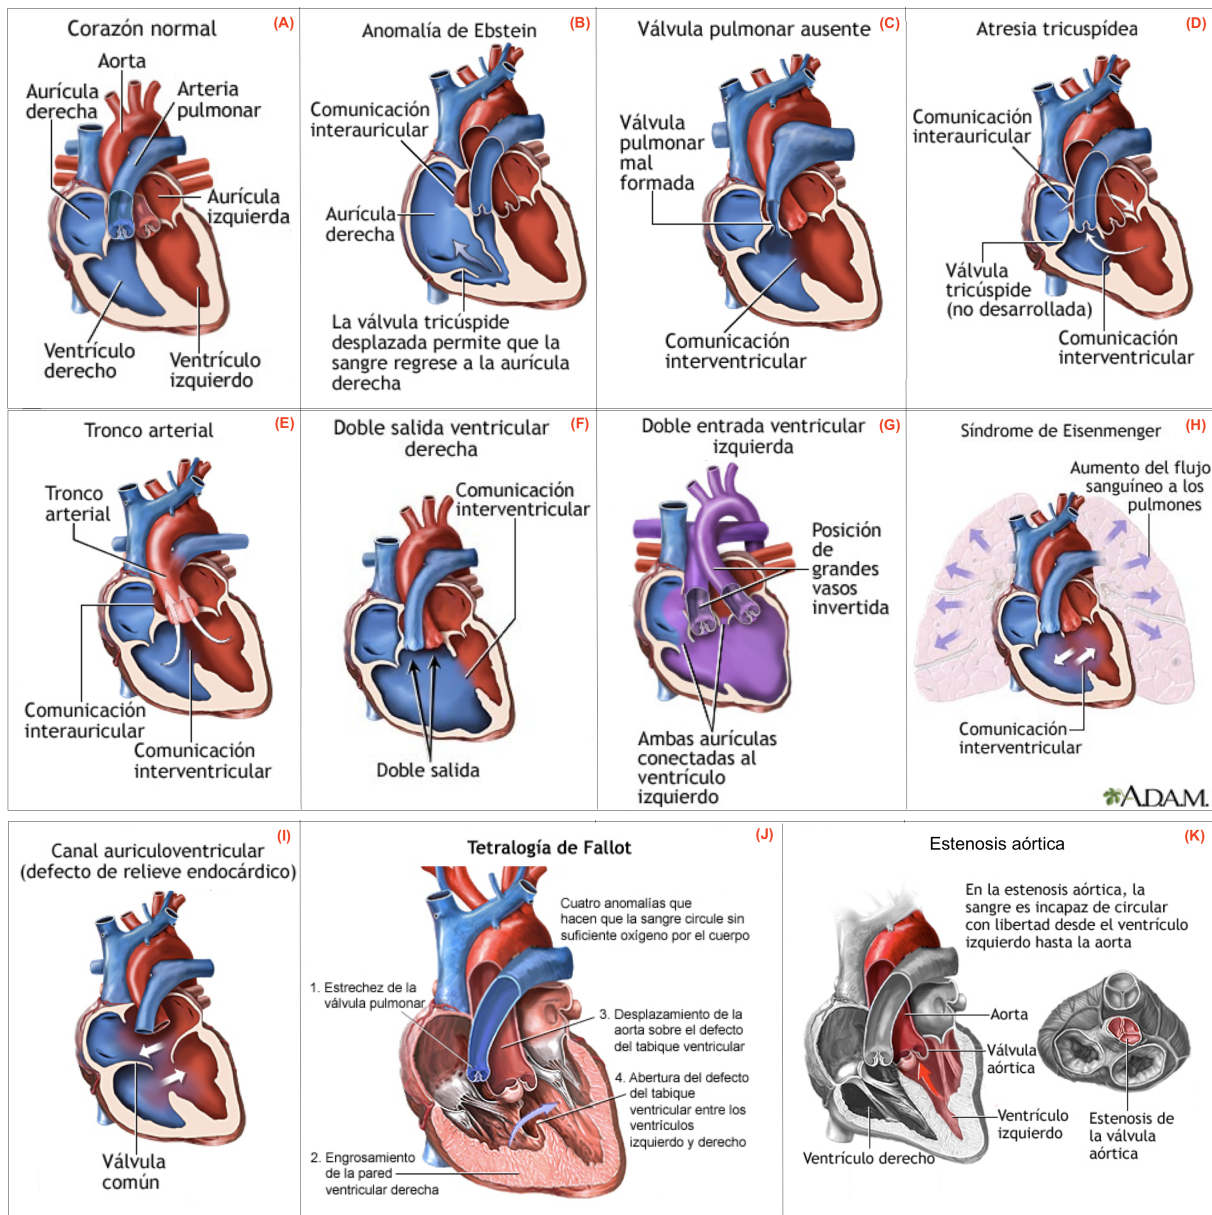 Corazón normal
(A)
Aorta
Aurícula
derecha
Arteria
pulmonar
Aurícula
izquierda
Ventrículo
derecho
Ventrículo
izquierdo
Anomalía de Ebstein
(B)
Comunicación
interauricular
Aurícula
derecha
La válvula tricúspide
desplazada permite que la
sangre regrese a la aurícula
derecha
Válvula pulmonar ausente
(C)
Válvula
pulmonar
mal
formada
Comunicación
interventricular
Atresia tricuspídea
(D)
Comunicación
interauricular
Válvula
tricúspide
(no desarrollada)
Comunicación
interventricular
(E)
Tronco arterial
Tronco
arterial
Comunicación
interauricular
Comunicación
interventricular
(F)
Doble salida ventricular
derecha
Comunicación
interventricular
Doble salida
(G)
Doble entrada ventricular
izquierda
Posición
de
grandes
vasos
invertida
Ambas aurículas
conectadas al
ventrículo
izquierdo
(H)
Síndrome de Eisenmenger
Aumento del flujo
sanguíneo a los
pulmones
Comunicación
interventricular
A.D.A.M.
(I)
Canal auriculoventricular
(defecto de relieve endocárdico)
Válvula
común
(J)
Tetralogía de Fallot
Cuatro anomalías que
hacen que la sangre circule sin
suficiente oxígeno por el cuerpo
1. Estrechez de la
válvula pulmonar
3. Desplazamiento de la
aorta sobre el defecto
del tabique ventricular
4. Abertura del defecto
del tabique
ventricular entre los
ventrículos
izquierdo y derecho
2. Engrosamiento
de la pared
ventricular derecha
(K)
Estenosis aórtica
En la estenosis aórtica, la
sangre es incapaz de circular
con libertad desde el ventrículo
izquierdo hasta la aorta
Aorta
Válvula
aórtica
Ventrículo
izquierdo
Ventrículo derecho
Estenosis de
la válvula
aórtica